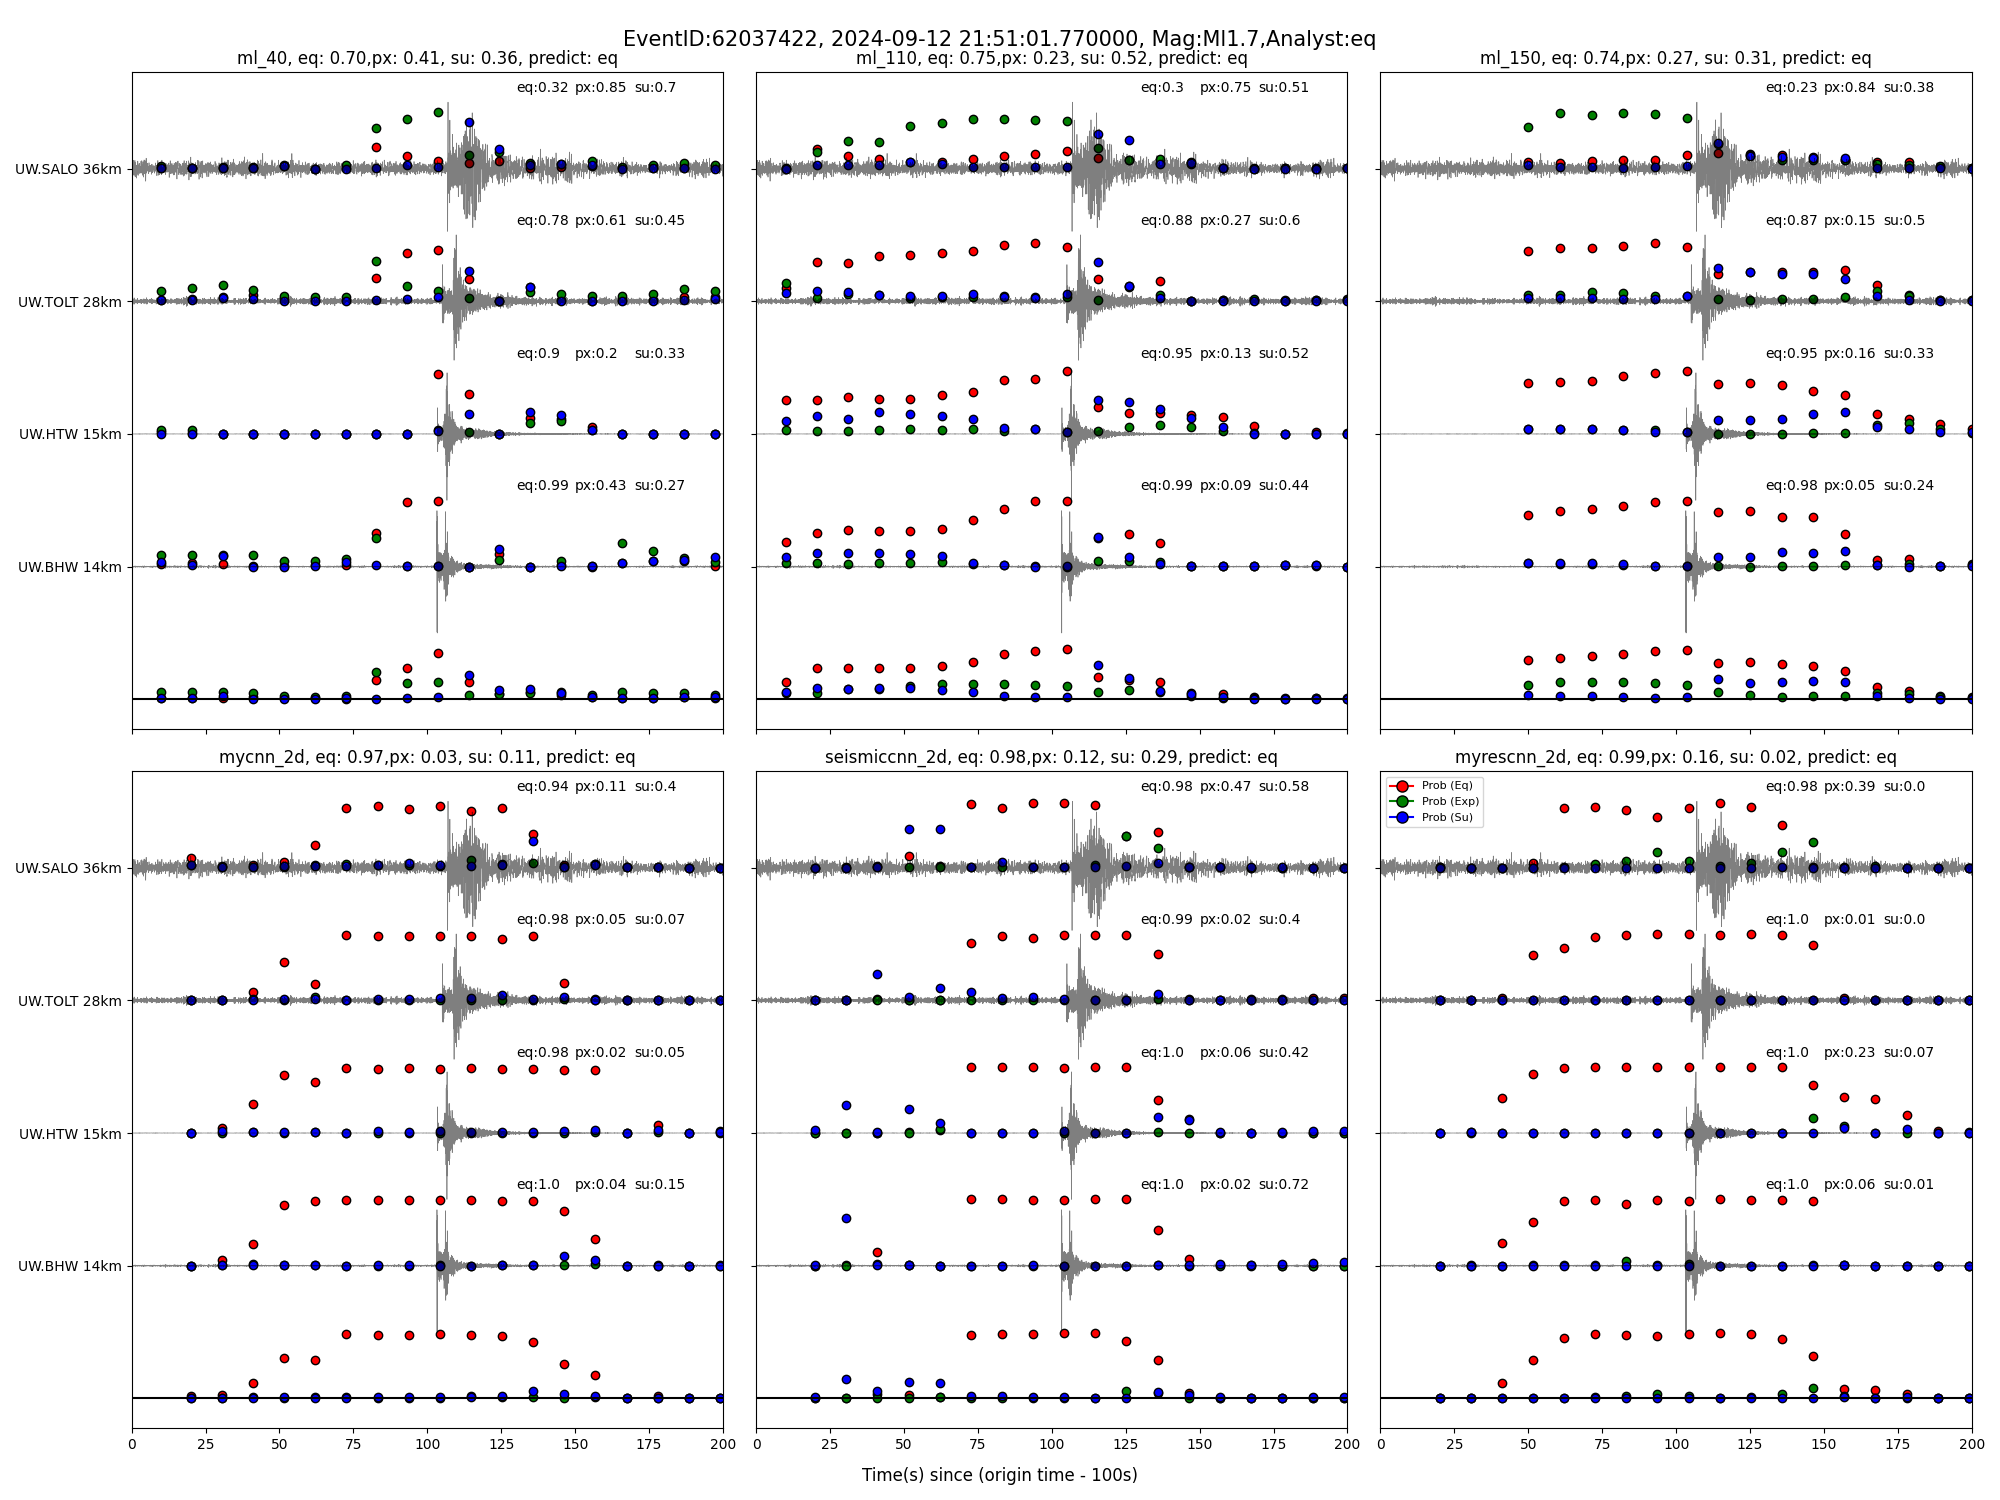 EventID:62037422, 2024-09-12 21:51:01.770000, Mag:Ml1.7,Analyst:eq
ml_40, eq: 0.70,px: 0.41, su: 0.36, predict: eq
eq:0.32 px:0.85 su:0.7
UW.SALO 36km
eq:0.78 px:0.61 su:0.45
UW.TOLT 28km
eq:0.9 px:0.2 su:0.33
UW.HTW 15km
eq:0.99 px:0.43 su:0.27
UW.BHW 14km
ml_110, eq: 0.75,px: 0.23, su: 0.52, predict: eq
eq:0.3 px:0.75 su:0.51
eq:0.88 px:0.27 su:0.6
eq:0.95 px:0.13 su:0.52
eq:0.99 px:0.09 su:0.44
ml_150, eq: 0.74,px: 0.27, su: 0.31, predict: eq
eq:0.23 px:0.84 su:0.38
eq:0.87 px:0.15 su:0.5
eq:0.95 px:0.16 su:0.33
eq:0.98 px:0.05 su:0.24
mycnn_2d, eq: 0.97,px: 0.03, su: 0.11, predict: eq
eq:0.94 px:0.11 su:0.4
UW.SALO 36km
eq:0.98 px:0.05 su:0.07
UW.TOLT 28km
eq:0.98 px:0.02 su:0.05
UW.HTW 15km
eq:1.0 px:0.04 su:0.15
UW.BHW 14km
0 25 50 75 100 125 150 175 200
seismiccnn_2d, eq: 0.98,px: 0.12, su: 0.29, predict: eq
eq:0.98 px:0.47 su:0.58
eq:0.99 px:0.02 su:0.4
eq:1.0 px:0.06 su:0.42
eq:1.0 px:0.02 su:0.72
0 25 50 75 100 125 150 175 200
myrescnn_2d, eq: 0.99,px: 0.16, su: 0.02, predict: eq
Prob (Eq)
Prob (Exp)
Prob (Su)
eq:0.98 px:0.39 su:0.0
eq:1.0 px:0.01 su:0.0
eq:1.0 px:0.23 su:0.07
eq:1.0 px:0.06 su:0.01
0 25 50 75 100 125 150 175 200
Time(s) since (origin time - 100s)